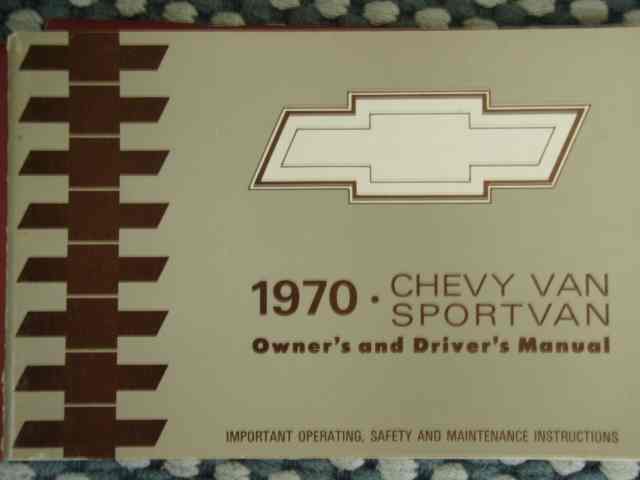 1970 · CHEVY VAN
SPORTVAN
Owner's and Driver's Manual
IMPORTANT OPERATING, SAFETY AND MAINTENANCE INSTRUCTIONS